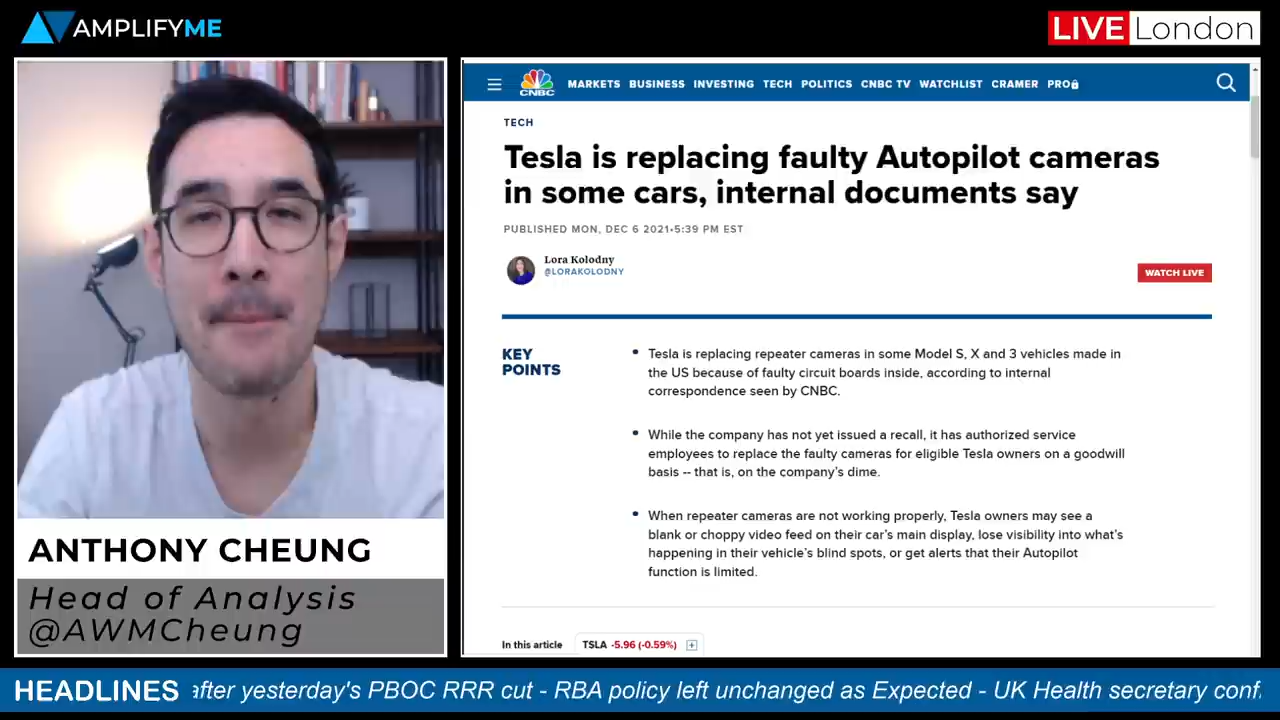 AMPLIFYME
LIVE London
CNBC
MARKETS BUSINESS INVESTING TECH POLITICS CNBC TV WATCHLIST CRAMER PRO
TECH
Tesla is replacing faulty Autopilot cameras
in some cars, internal documents say
PUBLISHED MON, DEC 6 2021•5:39 PM EST
Lora Kolodny
@LORAKOLODNY
WATCH LIVE
KEY
POINTS
• Tesla is replacing repeater cameras in some Model S, X and 3 vehicles made in
the US because of faulty circuit boards inside, according to internal
correspondence seen by CNBC.
• While the company has not yet issued a recall, it has authorized service
employees to replace the faulty cameras for eligible Tesla owners on a goodwill
basis -- that is, on the company's dime.
• When repeater cameras are not working properly, Tesla owners may see a
blank or choppy video feed on their car's main display, lose visibility into what's
happening in their vehicle's blind spots, or get alerts that their Autopilot
function is limited.
In this article TSLA -5.96 (-0.59%) +
ANTHONY CHEUNG
Head of Analysis
@AWMCheung
HEADLINES after yesterday's PBOC RRR cut - RBA policy left unchanged as Expected - UK Health secretary conf